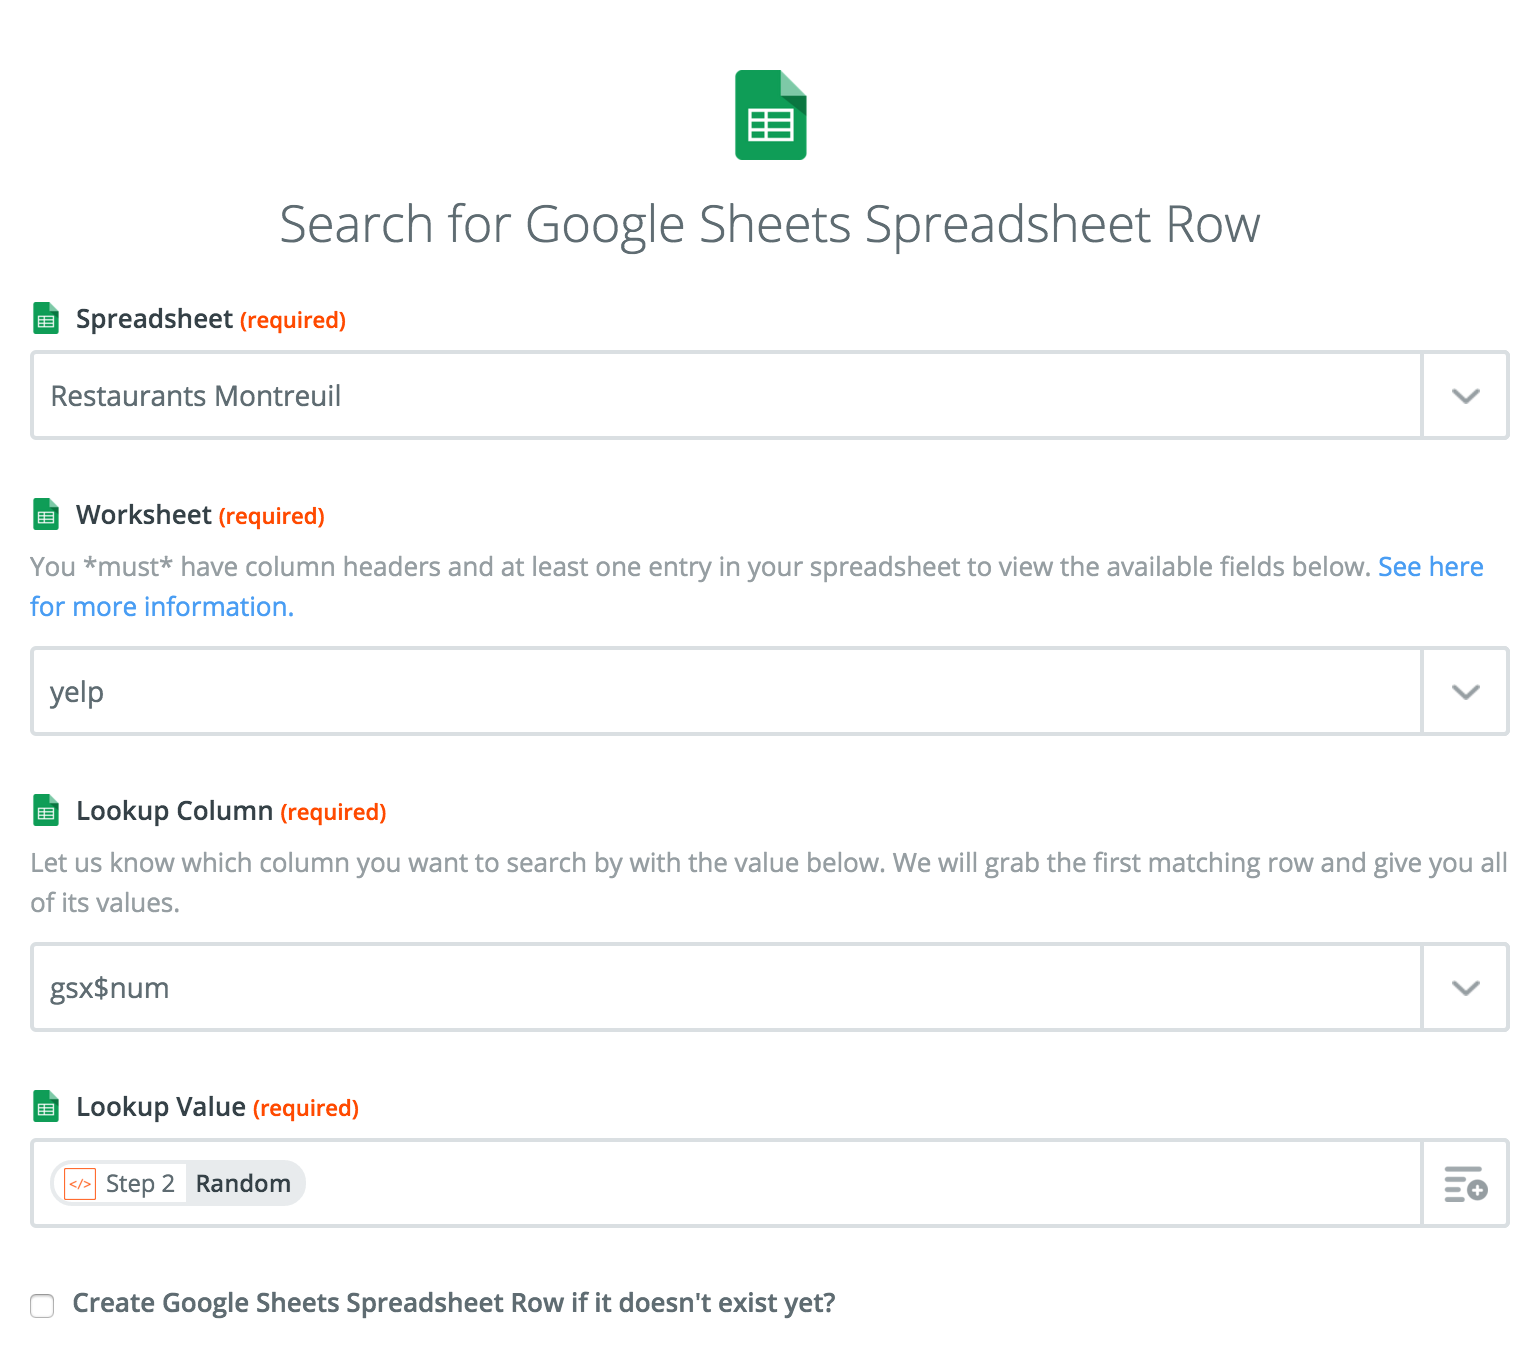 Search for Google Sheets Spreadsheet Row
Spreadsheet (required)
Restaurants Montreuil
Worksheet (required)
You *must* have column headers and at least one entry in your spreadsheet to view the available fields below. See here
for more information.
yelp
Lookup Column (required)
Let us know which column you want to search by with the value below. We will grab the first matching row and give you all
of its values.
gsx$num
Lookup Value (required)
</> Step 2 Random
Create Google Sheets Spreadsheet Row if it doesn't exist yet?